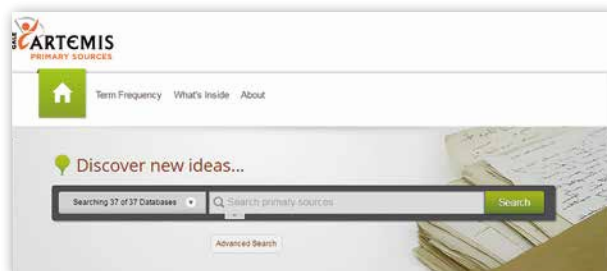 GALE
ARTEMIS
PRIMARY SOURCES
Term Frequency What's Inside About
Discover new ideas...
Searching 37 of 37 Databases Search primary sources Search
Advanced Search